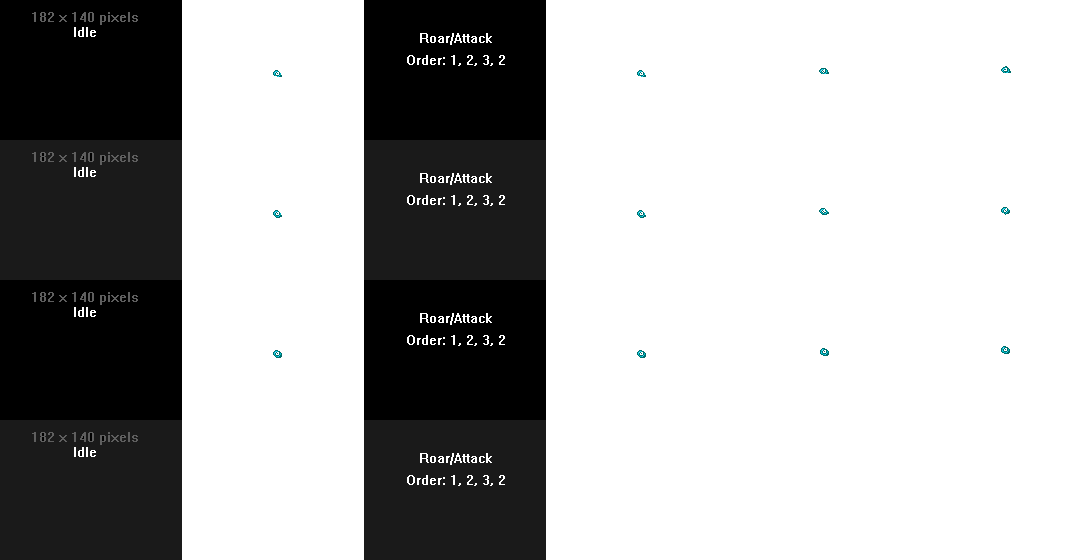 182 x 140 pixels
Idle
Roar/Attack
Order: 1, 2, 3, 2
182 x 140 pixels
Idle
Roar/Attack
Order: 1, 2, 3, 2
182 x 140 pixels
Idle
Roar/Attack
Order: 1, 2, 3, 2
182 x 140 pixels
Idle
Roar/Attack
Order: 1, 2, 3, 2